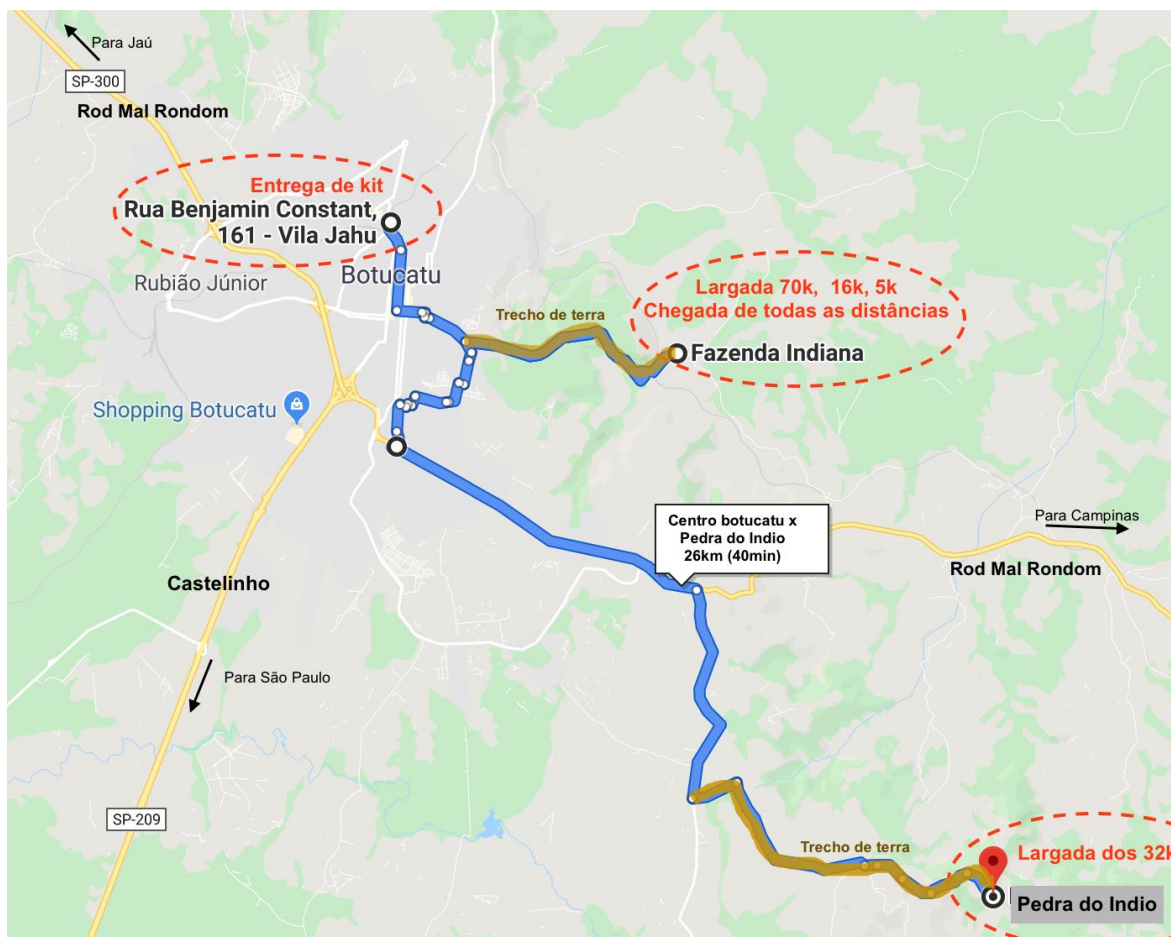 Para Jaú
SP-300
Rod Mal Rondom
Entrega de kit
Rua Benjamin Constant,
161 - Vila Jahu
Rubião Júnior
Botucatu
Largada 70k, 16k, 5k
Chegada de todas as distâncias
Trecho de terra
Fazenda Indiana
Shopping Botucatu
Centro botucatu x
Pedra do Indio
26km (40min)
Para Campinas
Rod Mal Rondom
Castelinho
Para São Paulo
SP-209
Trecho de terra
Largada dos 32k
Pedra do Indio